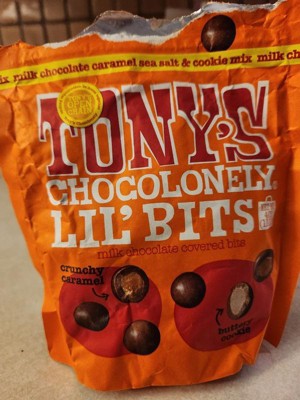 ix milk chocolate caramel sea salt & cookie mix milk ch
TONY'S
CHOCOLONELY
LIL' BITS
milk chocolate covered bits
crunchy
caramel
buttery
cookie